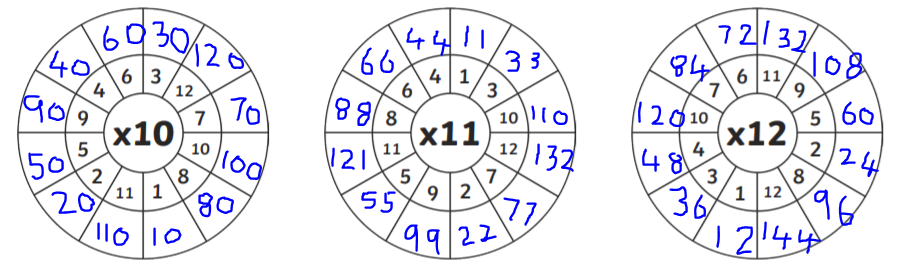 60 30
40 120
6 3
4 12
90 9 7 70
x10
50 5 10 100
2 8
20 11 1 80
110 10
44 11
66 33
4 1
6 3
88 8 10 110
x11
121 11 12 132
5 7
55 9 2 77
99 22
72 132
84 108
6 11
7 9
120 10 5 60
x12
48 4 2 24
3 8
36 1 12 96
12 144